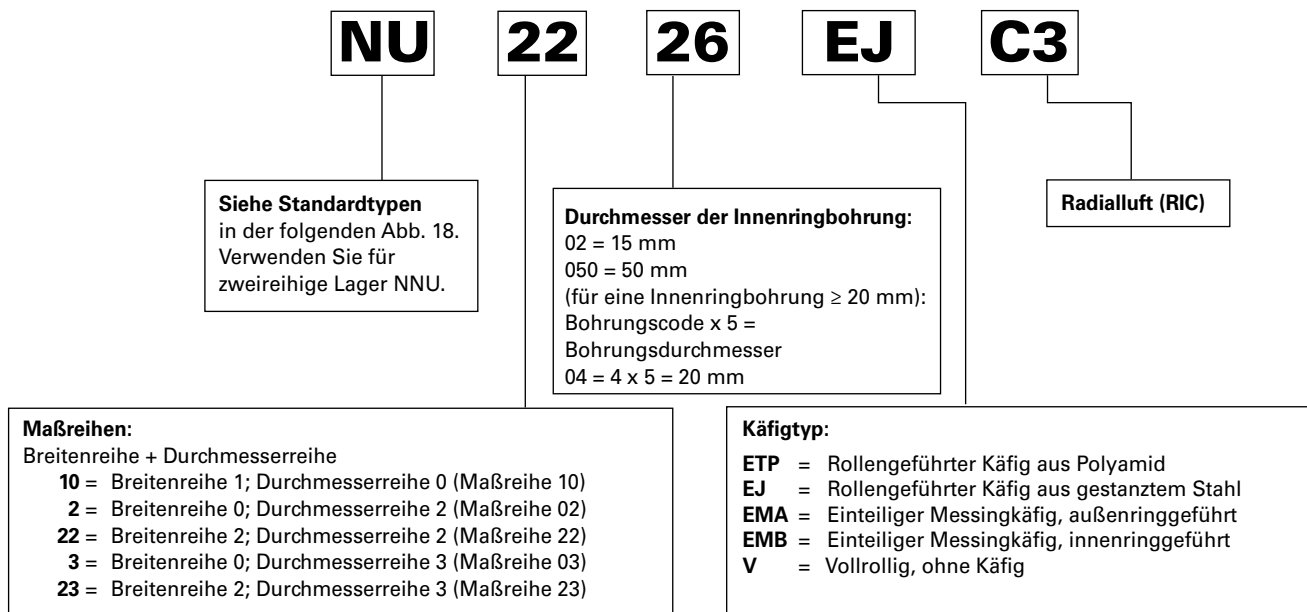 NU 22 26 EJ C3
Siehe Standardtypen
in der folgenden Abb. 18.
Verwenden Sie für
zweireihige Lager NNU.
Durchmesser der Innenringbohrung:
02 = 15 mm
050 = 50 mm
(für eine Innenringbohrung ≥ 20 mm):
Bohrungscode x 5 =
Bohrungsdurchmesser
04 = 4 x 5 = 20 mm
Radialluft (RIC)
Maßreihen:
Breitenreihe + Durchmesserreihe
10 = Breitenreihe 1; Durchmesserreihe 0 (Maßreihe 10)
2 = Breitenreihe 0; Durchmesserreihe 2 (Maßreihe 02)
22 = Breitenreihe 2; Durchmesserreihe 2 (Maßreihe 22)
3 = Breitenreihe 0; Durchmesserreihe 3 (Maßreihe 03)
23 = Breitenreihe 2; Durchmesserreihe 3 (Maßreihe 23)
Käfigtyp:
ETP = Rollengeführter Käfig aus Polyamid
EJ = Rollengeführter Käfig aus gestanztem Stahl
EMA = Einteiliger Messingkäfig, außenringgeführt
EMB = Einteiliger Messingkäfig, innenringgeführt
V = Vollrollig, ohne Käfig